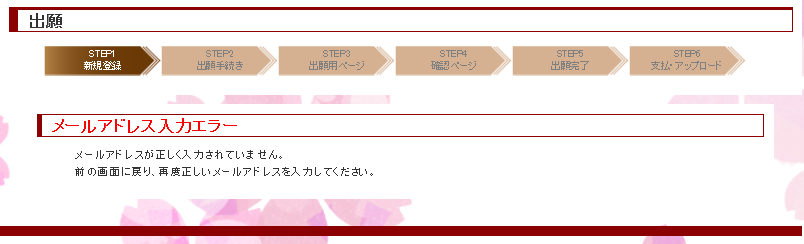 出願
STEP1
新規登録
STEP2
出願手続き
STEP3
出願用ページ
STEP4
確認ページ
STEP5
出願完了
STEP6
支払・アップロード
メールアドレス入力エラー
メールアドレスが正しく入力されていません。
前の画面に戻り、再度正しいメールアドレスを入力してください。